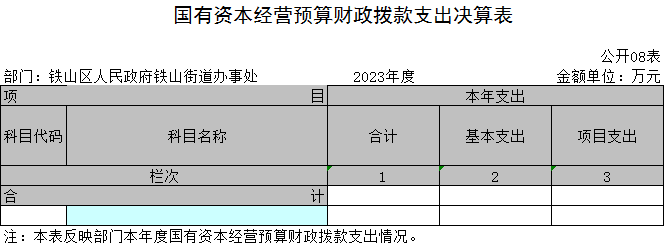 国有资本经营预算财政拨款支出决算表
公开08表
部门：铁山区人民政府铁山街道办事处 2023年度 金额单位：万元
项 目 本年支出
科目代码 科目名称 合计 基本支出 项目支出
栏次 1 2 3
合 计
注：本表反映部门本年度国有资本经营预算财政拨款支出情况。